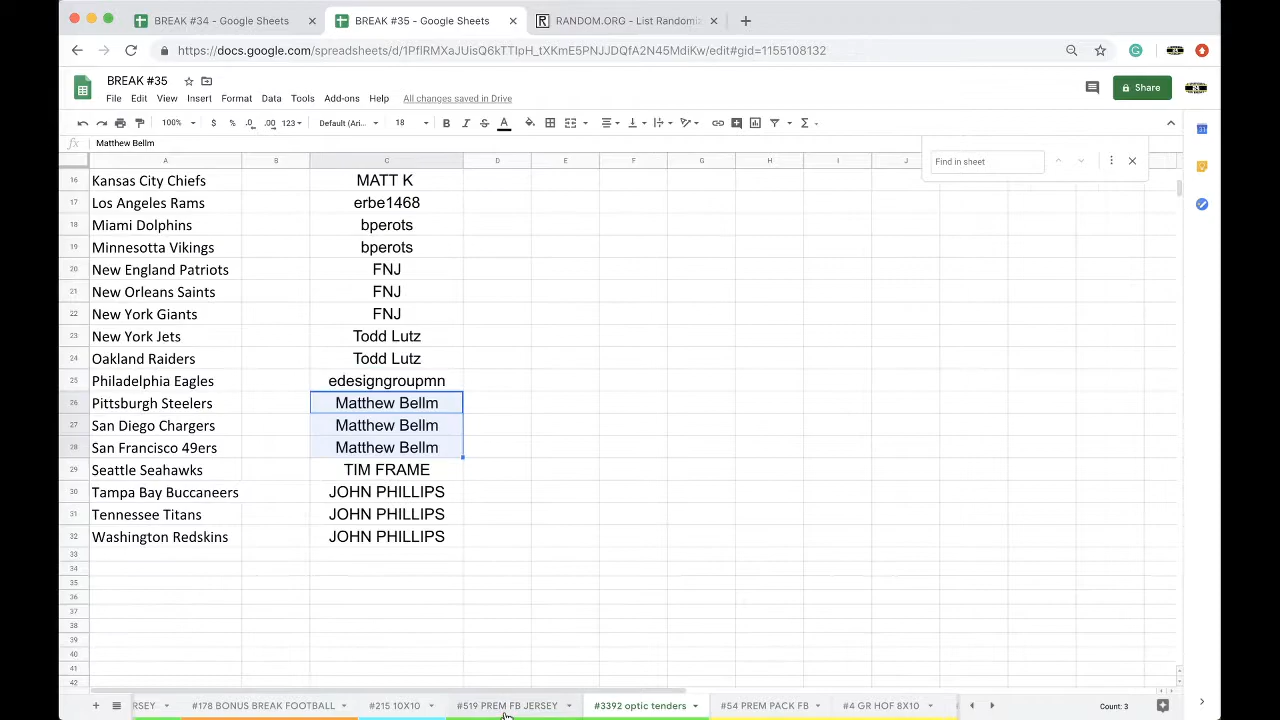 BREAK #34 - Google Sheets
BREAK #35 - Google Sheets
RANDOM.ORG - List Randomi
https://docs.google.com/spreadsheets/d/
BREAK #35
File Edit View Insert Format Data Tools Add-ons Help All changes saved in Drive
Share
100% $ % .0 .00 123 Default (Ari... 18 B I S A
fx Matthew Bellm
Find in sheet
A B C D E F G H I J
16 Kansas City Chiefs MATT K
17 Los Angeles Rams erbe1468
18 Miami Dolphins bperots
19 Minnesotta Vikings bperots
20 New England Patriots FNJ
21 New Orleans Saints FNJ
22 New York Giants FNJ
23 New York Jets Todd Lutz
24 Oakland Raiders Todd Lutz
25 Philadelphia Eagles edesigngroupmn
26 Pittsburgh Steelers Matthew Bellm
27 San Diego Chargers Matthew Bellm
28 San Francisco 49ers Matthew Bellm
29 Seattle Seahawks TIM FRAME
30 Tampa Bay Buccaneers JOHN PHILLIPS
31 Tennessee Titans JOHN PHILLIPS
32 Washington Redskins JOHN PHILLIPS
33
34
35
36
37
38
39
40
41
42
RSEY #178 BONUS BREAK FOOTBALL #215 10X10 REM FB JERSEY #3392 optic tenders #54 PREM PACK FB #4 GR HOF 8X10 Count: 3